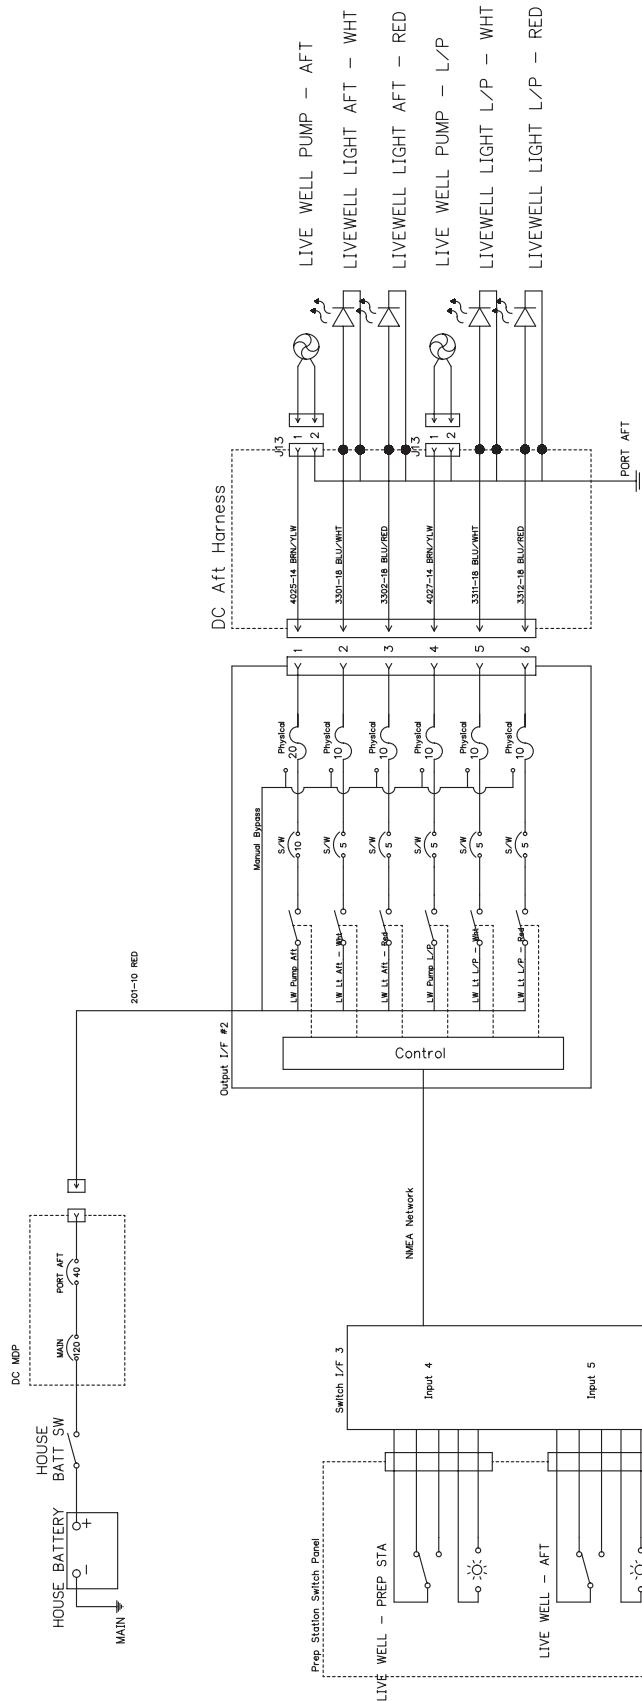 HOUSE BATTERY
+
−
MAIN
HOUSE
BATT SW
DC MDP
MAIN
120
PORT AFT
40
201-10 RED
Output I/F #2
Manual Bypass
Control
LW Pump Aft
LW Lt Aft - Wht
LW Lt Aft - Red
LW Pump L/P
LW Lt L/P - Wht
LW Lt L/P - Red
S/W
10
S/W
5
S/W
5
S/W
5
S/W
5
S/W
5
Physical
20
Physical
10
Physical
10
Physical
10
Physical
10
Physical
10
1
2
3
4
5
6
DC Aft Harness
4025-14 BRN/YLW
3301-18 BLU/WHT
3302-18 BLU/RED
4027-14 BRN/YLW
3311-18 BLU/WHT
3312-18 BLU/RED
J13
1
2
J13
1
2
PORT AFT
LIVE WELL PUMP - AFT
LIVEWELL LIGHT AFT - WHT
LIVEWELL LIGHT AFT - RED
LIVE WELL PUMP - L/P
LIVEWELL LIGHT L/P - WHT
LIVEWELL LIGHT L/P - RED
NMEA Network
Switch I/F 3
Input 4
Input 5
Prep Station Switch Panel
LIVE WELL - PREP STA
LIVE WELL - AFT